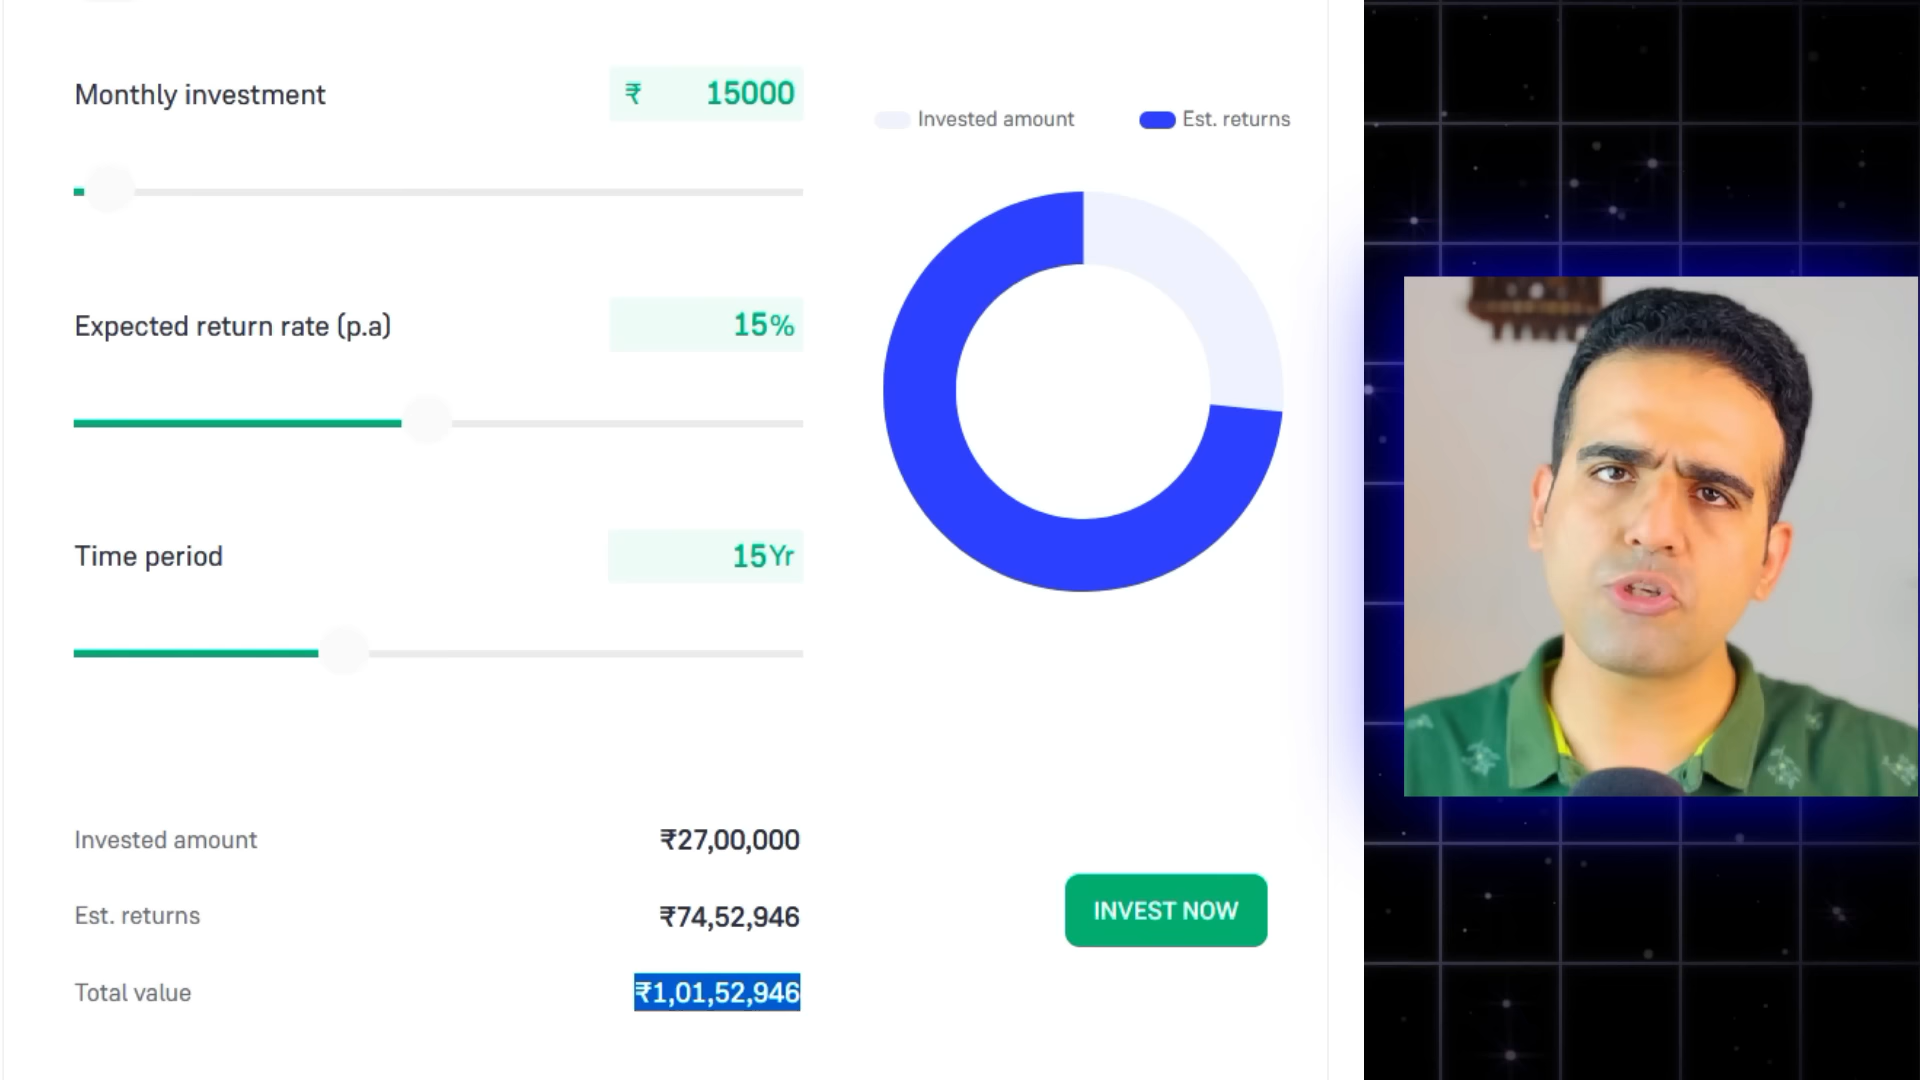 Monthly investment ₹ 15000
Invested amount Est. returns
Expected return rate (p.a) 15%
Time period 15Yr
Invested amount ₹27,00,000
Est. returns ₹74,52,946
INVEST NOW
Total value ₹1,01,52,946